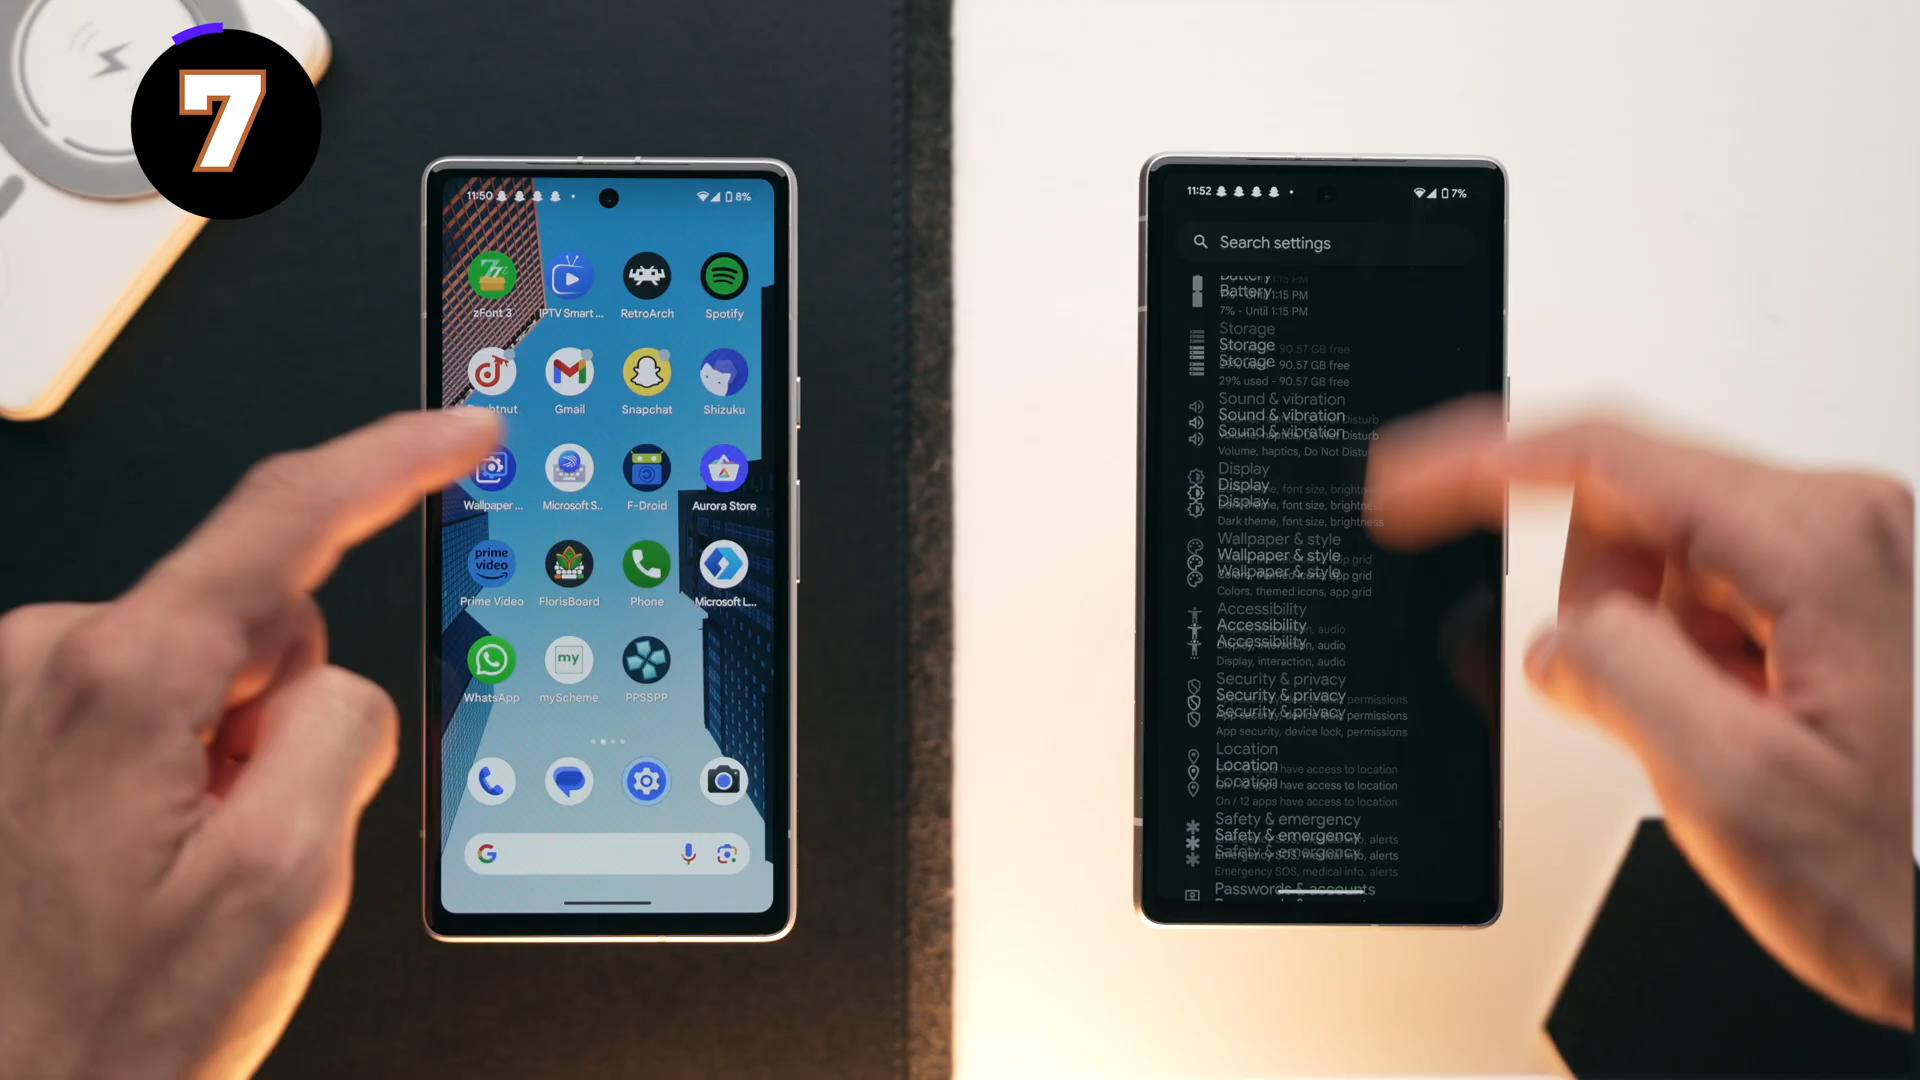 7
11:50
8%
zFont 3
IPTV Smart ...
RetroArch
Spotify
Doubtnut
Gmail
Snapchat
Shizuku
Wallpaper ...
Microsoft S..
F-Droid
Aurora Store
prime
video
Prime Video
FlorisBoard
Phone
Microsoft L...
WhatsApp
my
myScheme
PPSSPP
G
11:52
7%
Search settings
Battery
7% - Until 1:15 PM
Storage
29% used - 90.57 GB free
Sound & vibration
Volume, haptics, Do Not Disturb
Display
Dark theme, font size, brightness
Wallpaper & style
Colors, themed icons, app grid
Accessibility
Display, interaction, audio
Security & privacy
App security, device lock, permissions
Location
On / 12 apps have access to location
Safety & emergency
Emergency SOS, medical info, alerts
Passwords & accounts